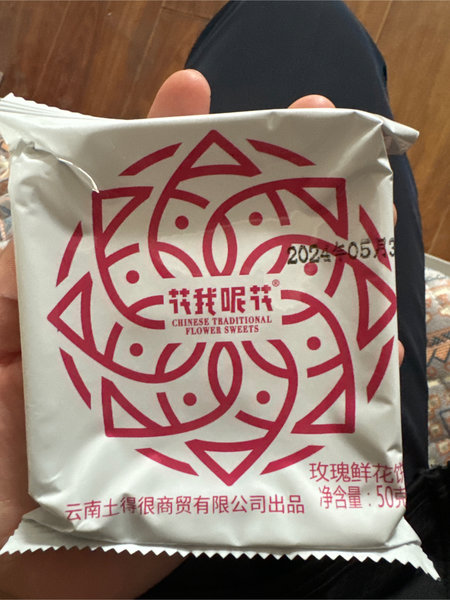 2024年05月3
花我呢花®
CHINESE TRADITIONAL
FLOWER SWEETS
玫瑰鲜花饼
净含量:50克
云南土得很商贸有限公司出品